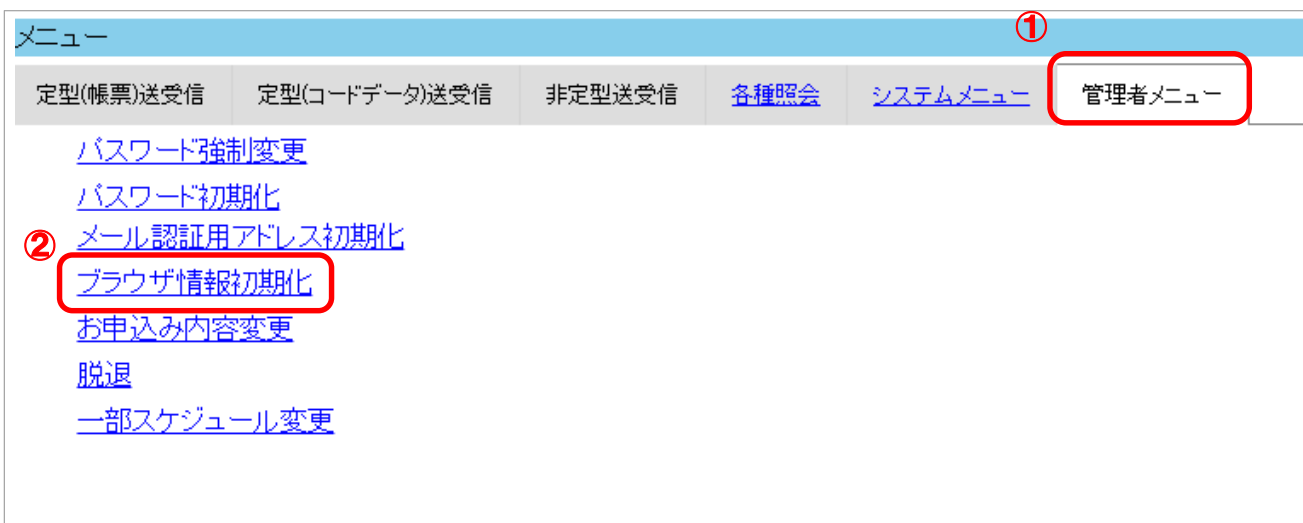 メニュー
①
定型(帳票)送受信 定型(コードデータ)送受信 非定型送受信 各種照会 システムメニュー 管理者メニュー
パスワード強制変更
パスワード初期化
メール認証用アドレス初期化
②
ブラウザ情報初期化
お申込み内容変更
脱退
一部スケジュール変更